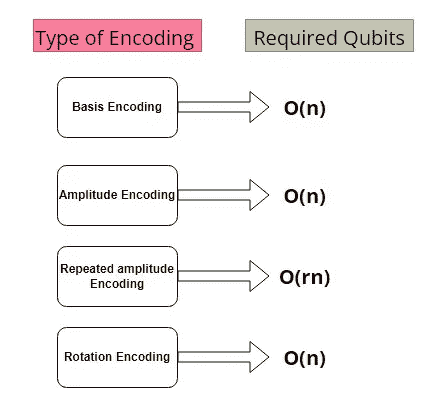 Type of Encoding Required Qubits
Basis Encoding O(n)
Amplitude Encoding O(n)
Repeated amplitude
Encoding O(rn)
Rotation Encoding O(n)